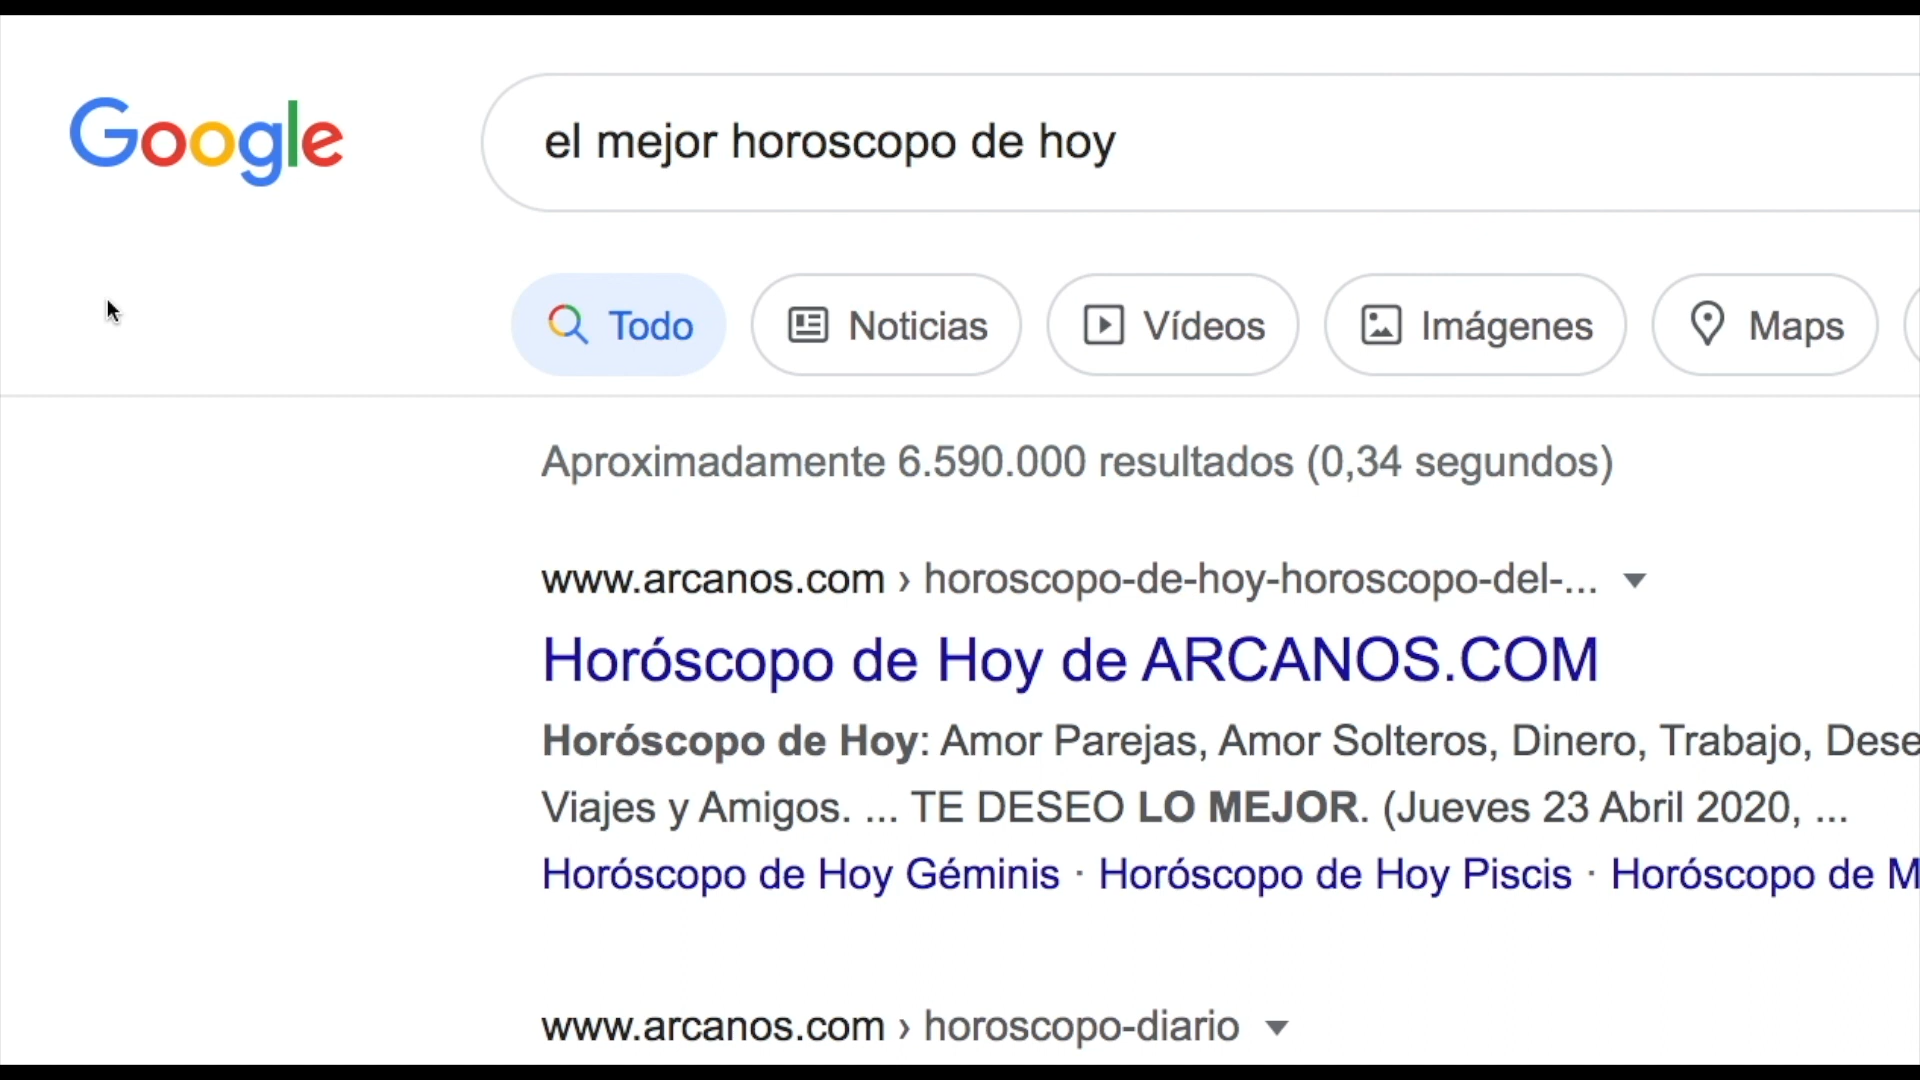 Google
el mejor horoscopo de hoy
Todo Noticias Vídeos Imágenes Maps
Aproximadamente 6.590.000 resultados (0,34 segundos)
www.arcanos.com › horoscopo-de-hoy-horoscopo-del-...
Horóscopo de Hoy de ARCANOS.COM
Horóscopo de Hoy: Amor Parejas, Amor Solteros, Dinero, Trabajo, Dese
Viajes y Amigos. ... TE DESEO LO MEJOR. (Jueves 23 Abril 2020, ...
Horóscopo de Hoy Géminis · Horóscopo de Hoy Piscis · Horóscopo de M
www.arcanos.com › horoscopo-diario